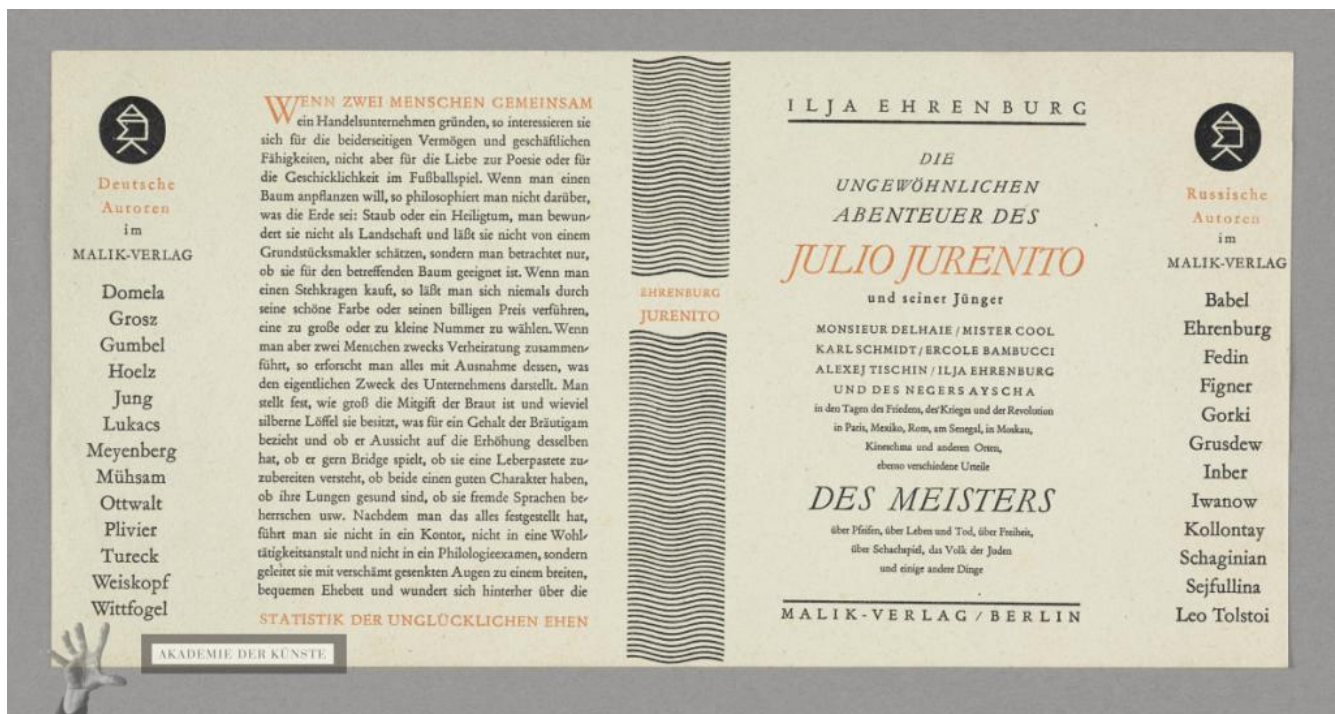 Deutsche
Autoren
im
MALIK-VERLAG
Domela
Grosz
Gumbel
Hoelz
Jung
Lukacs
Meyenberg
Mühsam
Ottwalt
Plivier
Tureck
Weiskopf
Wittfogel
WENN ZWEI MENSCHEN GEMEINSAM
ein Handelsunternehmen gründen, so interessieren sie
sich für die beiderseitigen Vermögen und geschäftlichen
Fähigkeiten, nicht aber für die Liebe zur Poesie oder für
die Geschicklichkeit im Fußballspiel. Wenn man einen
Baum anpflanzen will, so philosophiert man nicht darüber,
was die Erde sei: Staub oder ein Heiligtum, man bewun-
dert sie nicht als Landschaft und läßt sie nicht von einem
Grundstücksmakler schätzen, sondern man betrachtet nur,
ob sie für den betreffenden Baum geeignet ist. Wenn man
einen Stehkragen kauft, so läßt man sich niemals durch
seine schöne Farbe oder seinen billigen Preis verführen,
eine zu große oder zu kleine Nummer zu wählen. Wenn
man aber zwei Menschen zwecks Verheiratung zusammen-
führt, so erforscht man alles mit Ausnahme dessen, was
den eigentlichen Zweck des Unternehmens darstellt. Man
stellt fest, wie groß die Mitgift der Braut ist und wieviel
silberne Löffel sie besitzt, was für ein Gehalt der Bräutigam
bezieht und ob er Aussicht auf die Erhöhung desselben
hat, ob er gern Bridge spielt, ob sie eine Leberpastete zu-
zubereiten versteht, ob beide einen guten Charakter haben,
ob ihre Lungen gesund sind, ob sie fremde Sprachen be-
herrschen usw. Nachdem man das alles festgestellt hat,
führt man sie nicht in ein Kontor, nicht in eine Wohl-
tätigkeitsanstalt und nicht in ein Philologieexamen, sondern
geleitet sie mit verschämt gesenkten Augen zu einem breiten,
bequemen Ehebett und wundert sich hinterher über die
STATISTIK DER UNGLÜCKLICHEN EHEN
EHRENBURG
JURENITO
ILJA EHRENBURG
DIE
UNGEWÖHNLICHEN
ABENTEUER DES
JULIO JURENITO
und seiner Jünger
MONSIEUR DELHAIE / MISTER COOL
KARL SCHMIDT / ERCOLE BAMBUCCI
ALEXEJ TISCHIN / ILJA EHRENBURG
UND DES NEGERS AYSCHA
in den Tagen des Friedens, des Krieges und der Revolution
in Paris, Mexiko, Rom, am Senegal, in Moskau,
Kineschma und anderen Orten,
ebenso verschiedene Urteile
DES MEISTERS
über Pfeifen, über Leben und Tod, über Freiheit,
über Schachspiel, das Volk der Juden
und einige andere Dinge
MALIK-VERLAG / BERLIN
Russische
Autoren
im
MALIK-VERLAG
Babel
Ehrenburg
Fedin
Figner
Gorki
Grusdew
Inber
Iwanow
Kollontay
Schaginian
Sejfullina
Leo Tolstoi
AKADEMIE DER KÜNSTE